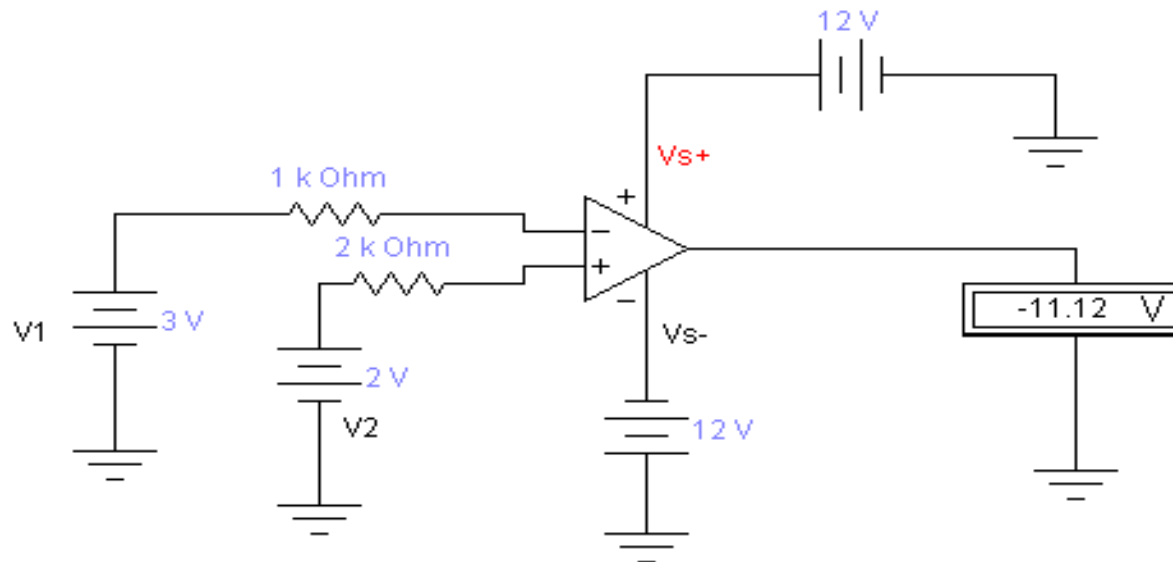 12 V
Vs+
+
1 k Ohm
−
2 k Ohm
+
−
-11.12 V
V1
3 V
Vs-
2 V
V2
12 V